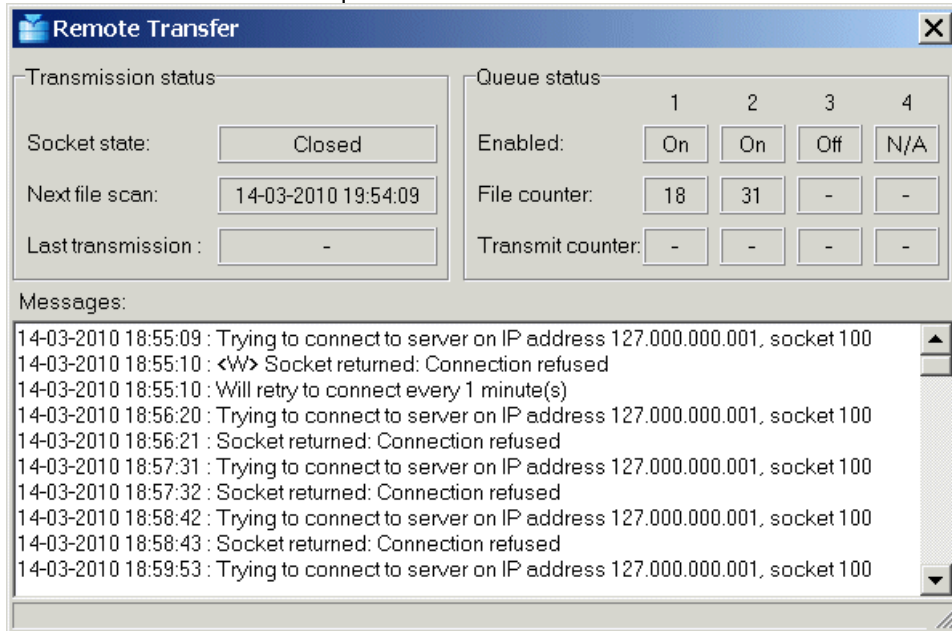 Remote Transfer
Transmission status
Socket state: Closed
Next file scan: 14-03-2010 19:54:09
Last transmission : -
Queue status
1 2 3 4
Enabled: On On Off N/A
File counter: 18 31 - -
Transmit counter: - - - -
Messages:
14-03-2010 18:55:09 : Trying to connect to server on IP address 127.000.000.001, socket 100
14-03-2010 18:55:10 : <W> Socket returned: Connection refused
14-03-2010 18:55:10 : Will retry to connect every 1 minute(s)
14-03-2010 18:56:20 : Trying to connect to server on IP address 127.000.000.001, socket 100
14-03-2010 18:56:21 : Socket returned: Connection refused
14-03-2010 18:57:31 : Trying to connect to server on IP address 127.000.000.001, socket 100
14-03-2010 18:57:32 : Socket returned: Connection refused
14-03-2010 18:58:42 : Trying to connect to server on IP address 127.000.000.001, socket 100
14-03-2010 18:58:43 : Socket returned: Connection refused
14-03-2010 18:59:53 : Trying to connect to server on IP address 127.000.000.001, socket 100